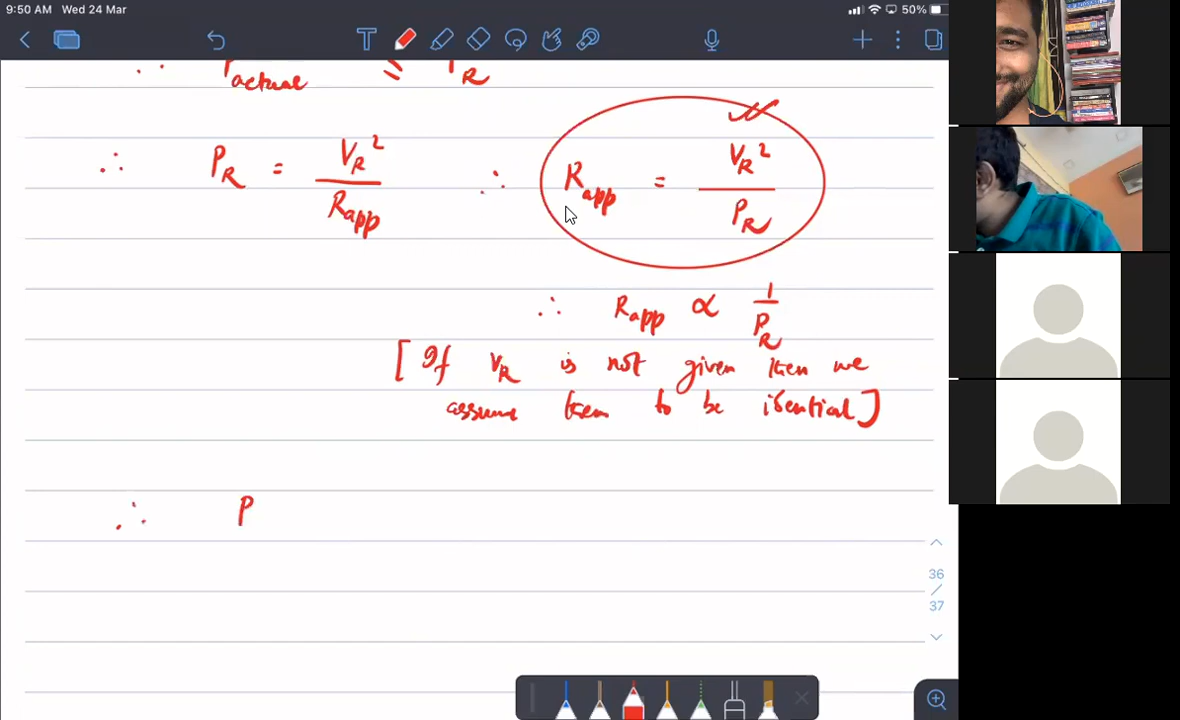 9:50 AM Wed 24 Mar 50%
∴ P_actual ≤ P_R
∴ P_R = V_R² / R_app ∴ R_app = V_R² / P_R
∴ R_app ∝ 1 / P_R
[ If V_R is not given then we
assume them to be identical ]
∴ P
36
/
37